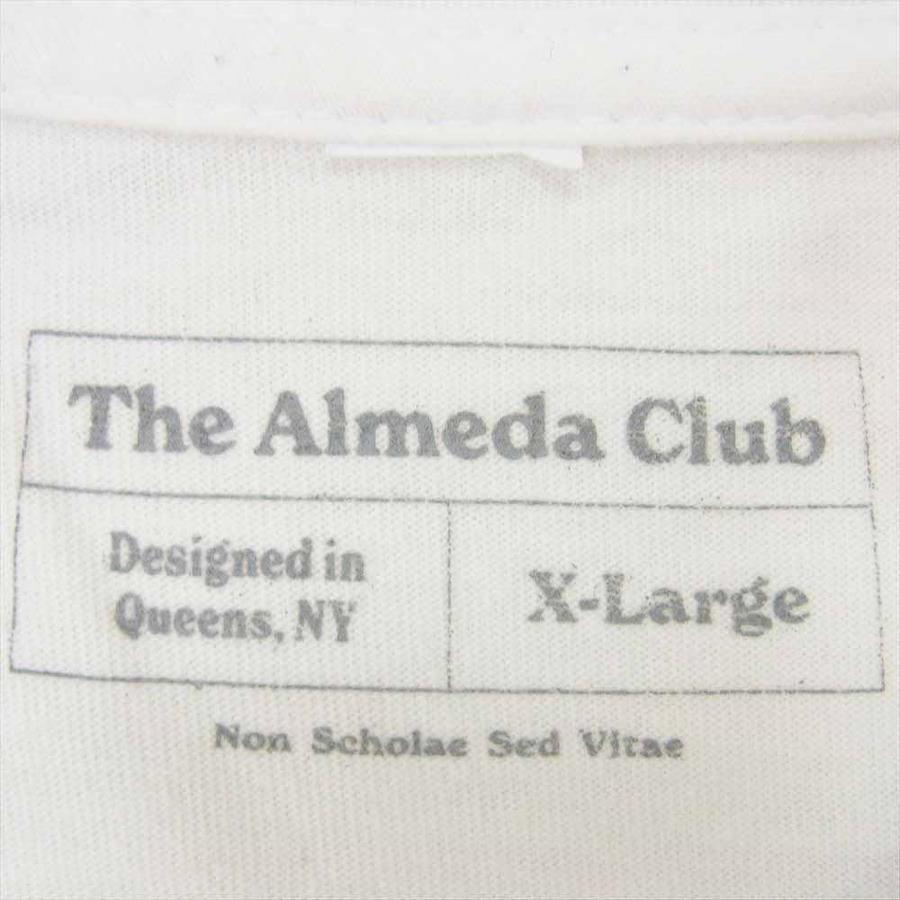 The Almeda Club
Designed in
Queens, NY
X-Large
Non Scholae Sed Vitae